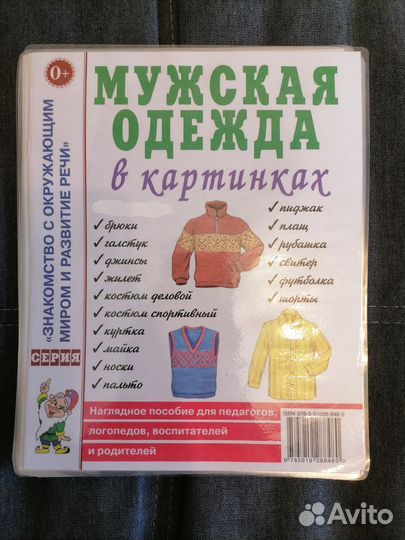 0+
МУЖСКАЯ
ОДЕЖДА
в картинках
«ЗНАКОМСТВО С ОКРУЖАЮЩИМ
МИРОМ И РАЗВИТИЕ РЕЧИ»
СЕРИЯ
✓ брюки
✓ галстук
✓ джинсы
✓ жилет
✓ костюм деловой
✓ костюм спортивный
✓ куртка
✓ майка
✓ носки
✓ пальто
✓ пиджак
✓ плащ
✓ рубашка
✓ свитер
✓ футболка
✓ шорты
Наглядное пособие для педагогов,
логопедов, воспитателей
и родителей
Avito